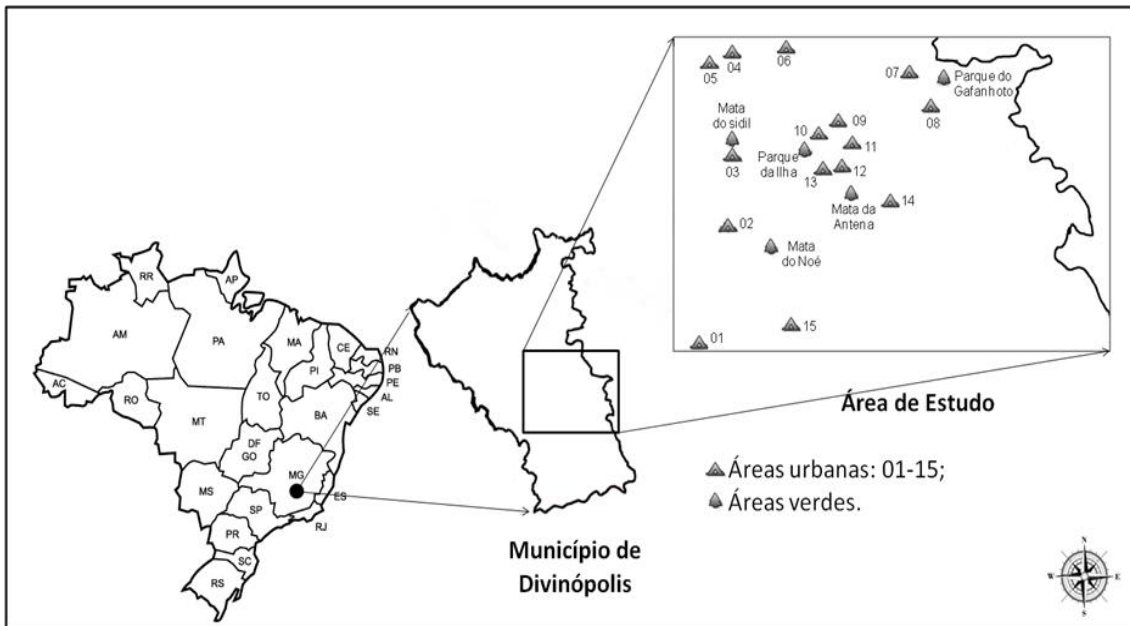 RR
AP
AM
PA
MA
CE
RN
PB
PE
AL
SE
PI
AC
RO
TO
MT
BA
DF
GO
MG
ES
MS
SP
RJ
PR
SC
RS
Município de
Divinópolis
04
05
06
07
Parque do
Gafanhoto
08
Mata
do sidil
03
09
10
11
Parque
da Ilha
12
13
14
Mata da
Antena
02
Mata
do Noé
15
01
Área de Estudo
Áreas urbanas: 01-15;
Áreas verdes.
N
W
E
S